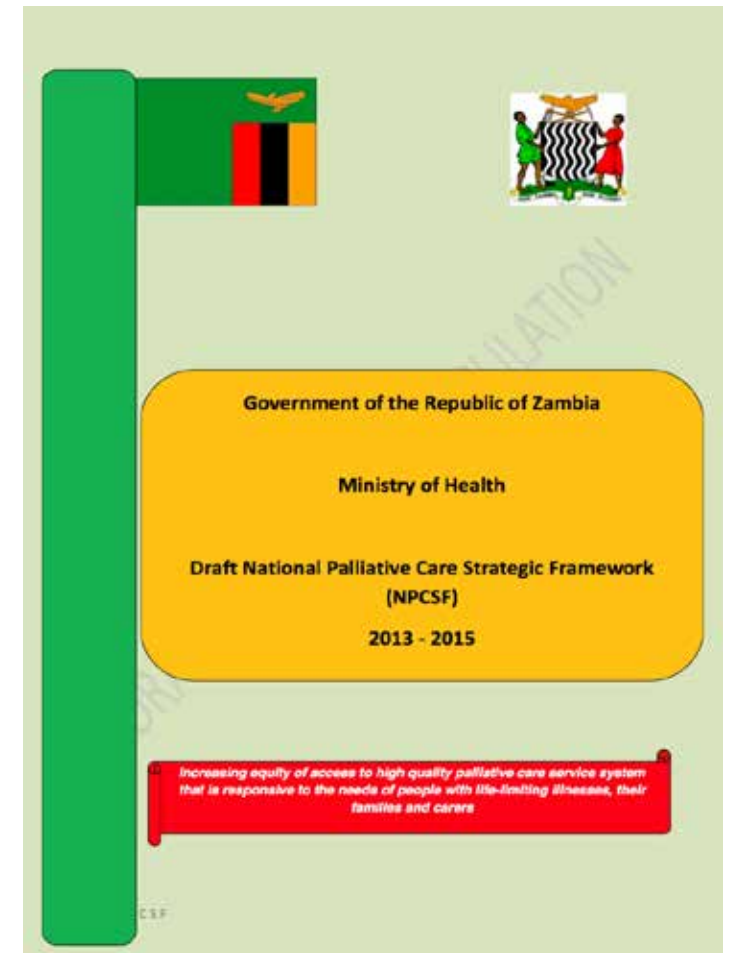 Government of the Republic of Zambia
Ministry of Health
Draft National Palliative Care Strategic Framework
(NPCSF)
2013 - 2015
Increasing equity of access to high quality palliative care service system
that is responsive to the needs of people with life-limiting illnesses, their
families and carers
CSF